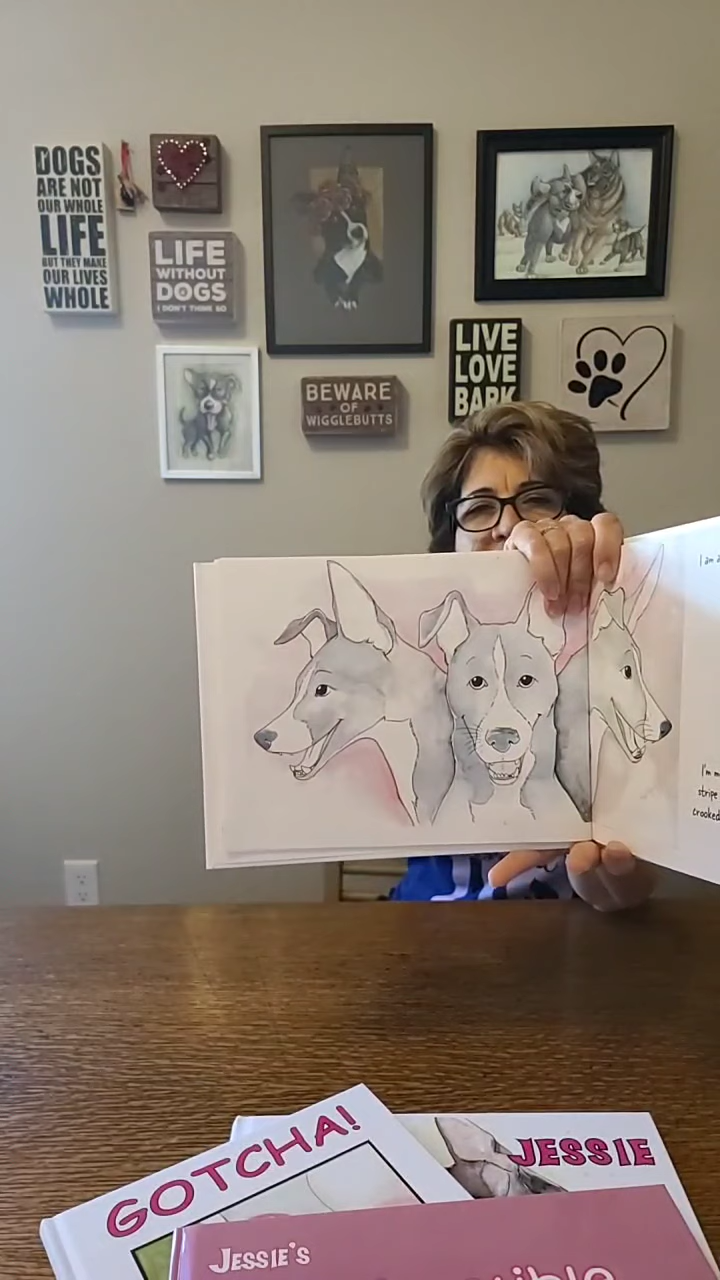 DOGS
ARE NOT
OUR WHOLE
LIFE
BUT THEY MAKE
OUR LIVES
WHOLE
LIFE
WITHOUT
DOGS
I DON'T THINK SO
BEWARE
OF
WIGGLEBUTTS
LIVE
LOVE
BARK
I am
I'm
stripe
crooked
GOTCHA!
JESSIE
JESSIE'S